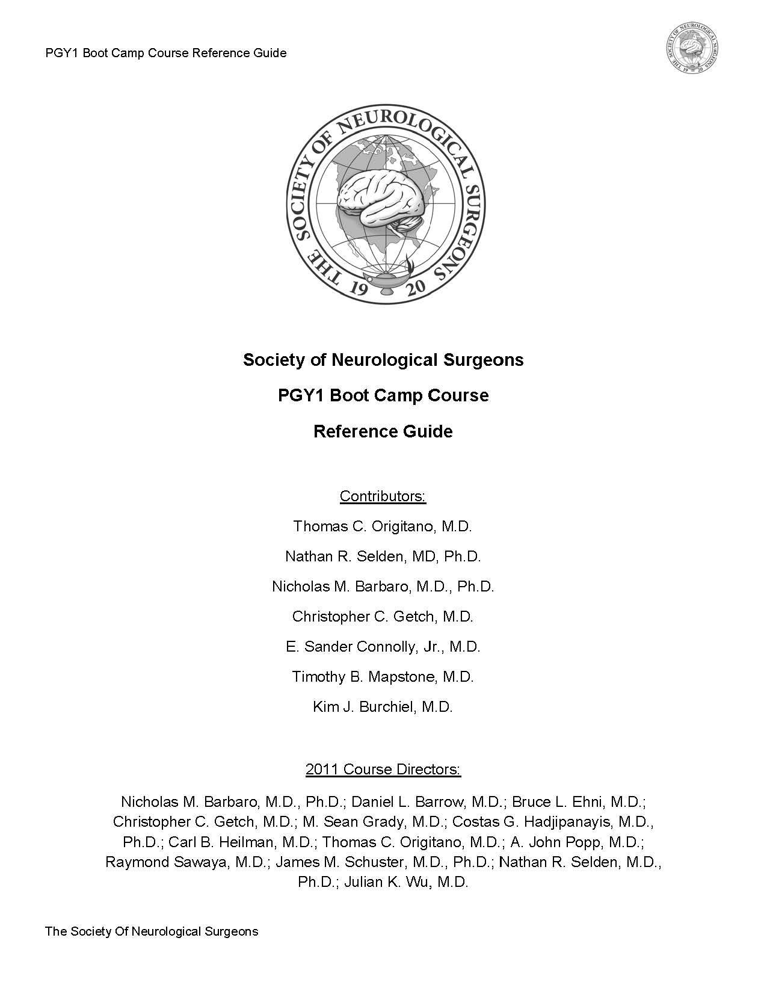 PGY1 Boot Camp Course Reference Guide
THE SOCIETY OF NEUROLOGICAL SURGEONS
19 20
THE SOCIETY OF NEUROLOGICAL SURGEONS
19 20
Society of Neurological Surgeons
PGY1 Boot Camp Course
Reference Guide
Contributors:
Thomas C. Origitano, M.D.
Nathan R. Selden, MD, Ph.D.
Nicholas M. Barbaro, M.D., Ph.D.
Christopher C. Getch, M.D.
E. Sander Connolly, Jr., M.D.
Timothy B. Mapstone, M.D.
Kim J. Burchiel, M.D.
2011 Course Directors:
Nicholas M. Barbaro, M.D., Ph.D.; Daniel L. Barrow, M.D.; Bruce L. Ehni, M.D.;
Christopher C. Getch, M.D.; M. Sean Grady, M.D.; Costas G. Hadjipanayis, M.D.,
Ph.D.; Carl B. Heilman, M.D.; Thomas C. Origitano, M.D.; A. John Popp, M.D.;
Raymond Sawaya, M.D.; James M. Schuster, M.D., Ph.D.; Nathan R. Selden, M.D.,
Ph.D.; Julian K. Wu, M.D.
The Society Of Neurological Surgeons